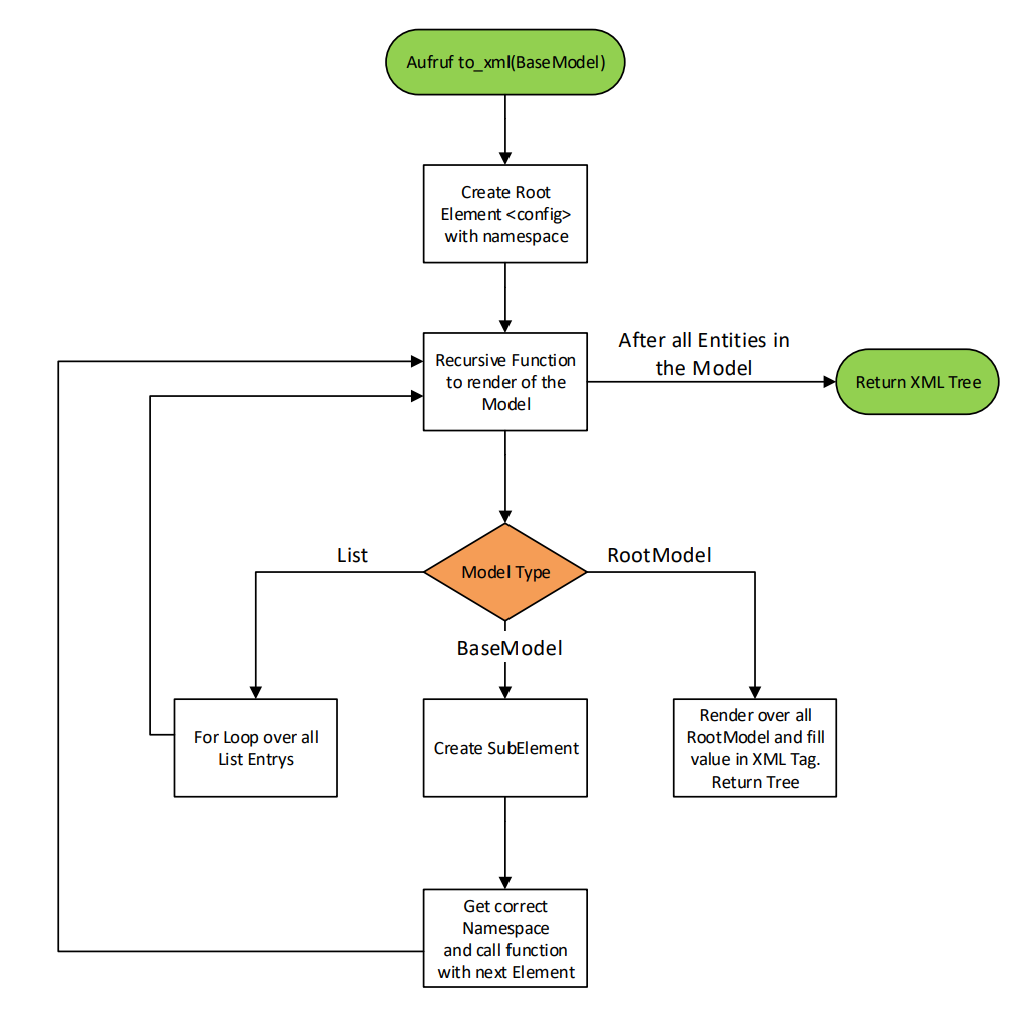 Aufruf to_xml(BaseModel)
Create Root
Element <config>
with namespace
Recursive Function
to render of the
Model
After all Entities in
the Model
Return XML Tree
Model Type
List
RootModel
BaseModel
For Loop over all
List Entrys
Create SubElement
Render over all
RootModel and fill
value in XML Tag.
Return Tree
Get correct
Namespace
and call function
with next Element